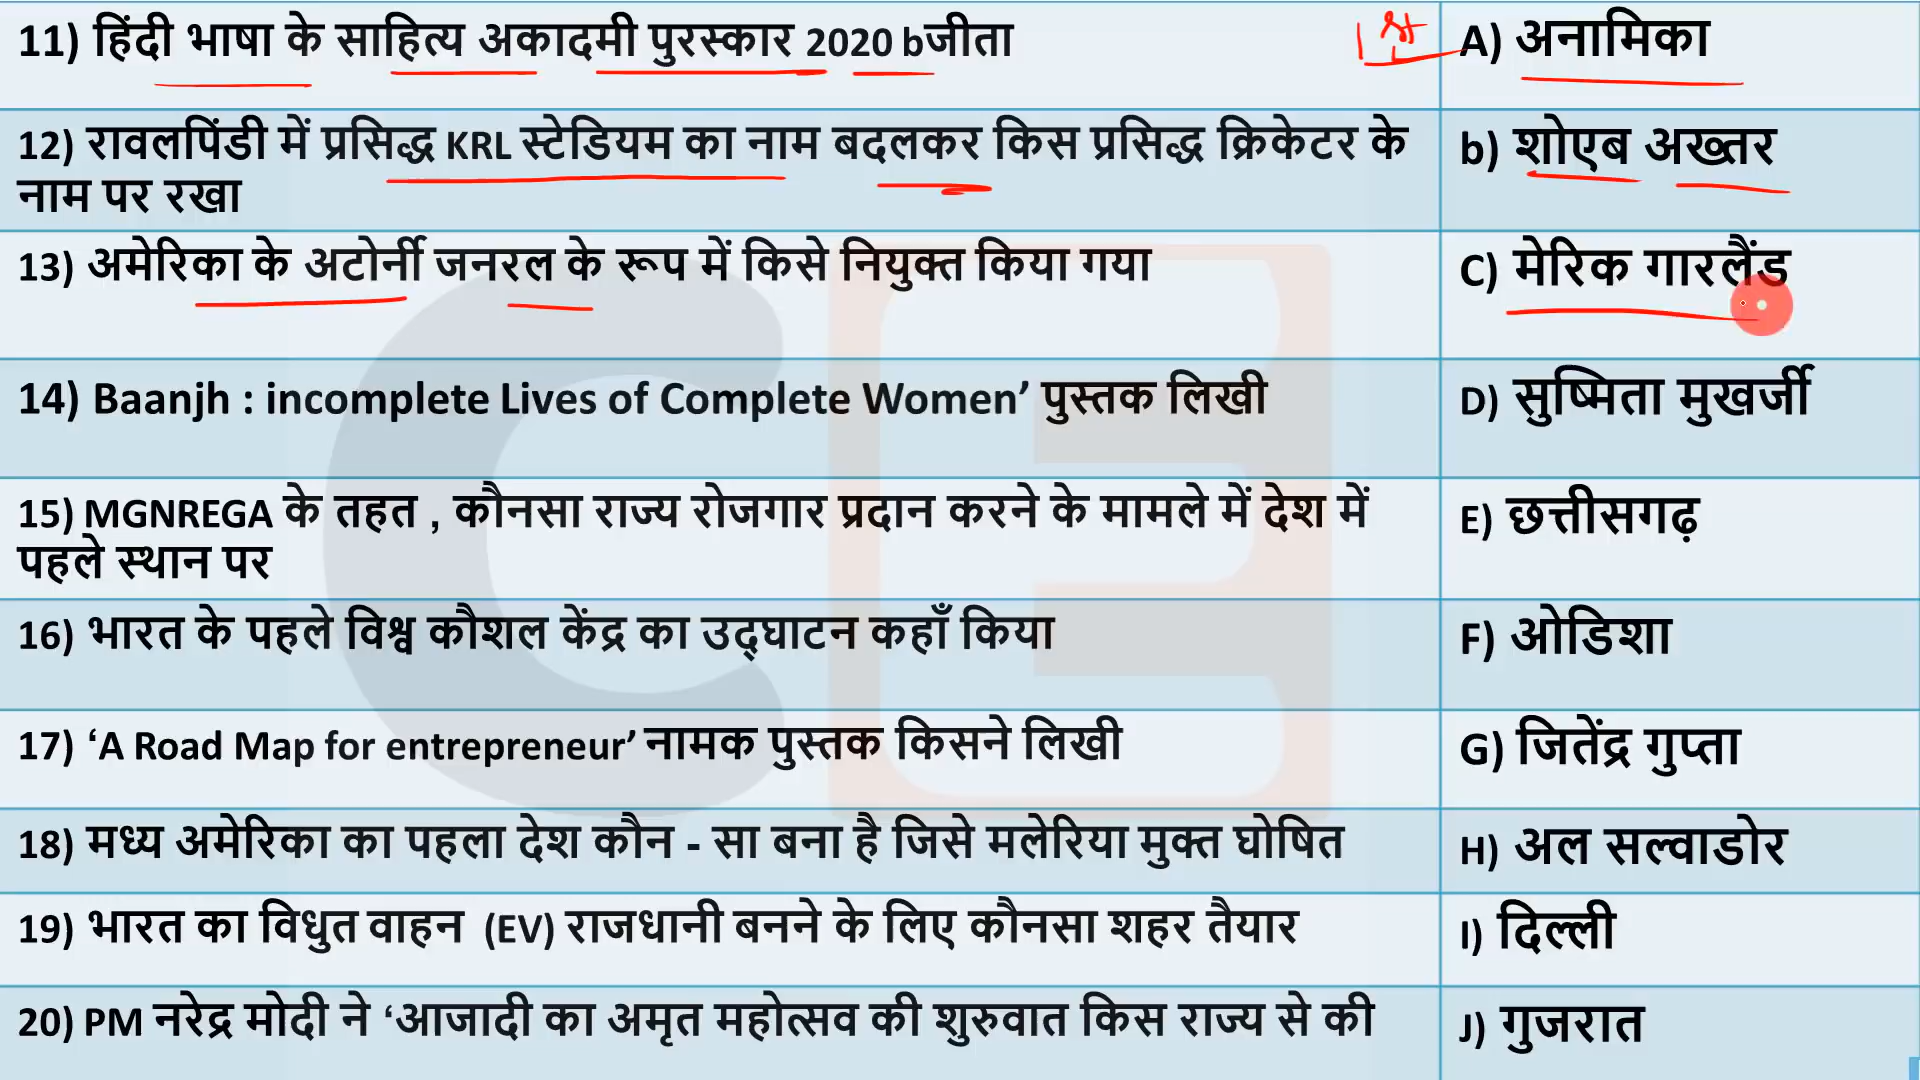 11) हिंदी भाषा के साहित्य अकादमी पुरस्कार 2020 bजीता
1st
A) अनामिका
12) रावलपिंडी में प्रसिद्ध KRL स्टेडियम का नाम बदलकर किस प्रसिद्ध क्रिकेटर के
नाम पर रखा
b) शोएब अख्तर
13) अमेरिका के अटोर्नी जनरल के रूप में किसे नियुक्त किया गया
C) मेरिक गारलैंड
14) Baanjh : incomplete Lives of Complete Women’ पुस्तक लिखी
D) सुष्मिता मुखर्जी
15) MGNREGA के तहत , कौनसा राज्य रोजगार प्रदान करने के मामले में देश में
पहले स्थान पर
E) छत्तीसगढ़
16) भारत के पहले विश्व कौशल केंद्र का उद्घाटन कहाँ किया
F) ओडिशा
17) ‘A Road Map for entrepreneur’ नामक पुस्तक किसने लिखी
G) जितेंद्र गुप्ता
18) मध्य अमेरिका का पहला देश कौन - सा बना है जिसे मलेरिया मुक्त घोषित
H) अल सल्वाडोर
19) भारत का विधुत वाहन (EV) राजधानी बनने के लिए कौनसा शहर तैयार
I) दिल्ली
20) PM नरेद्र मोदी ने ‘आजादी का अमृत महोत्सव की शुरुवात किस राज्य से की
J) गुजरात